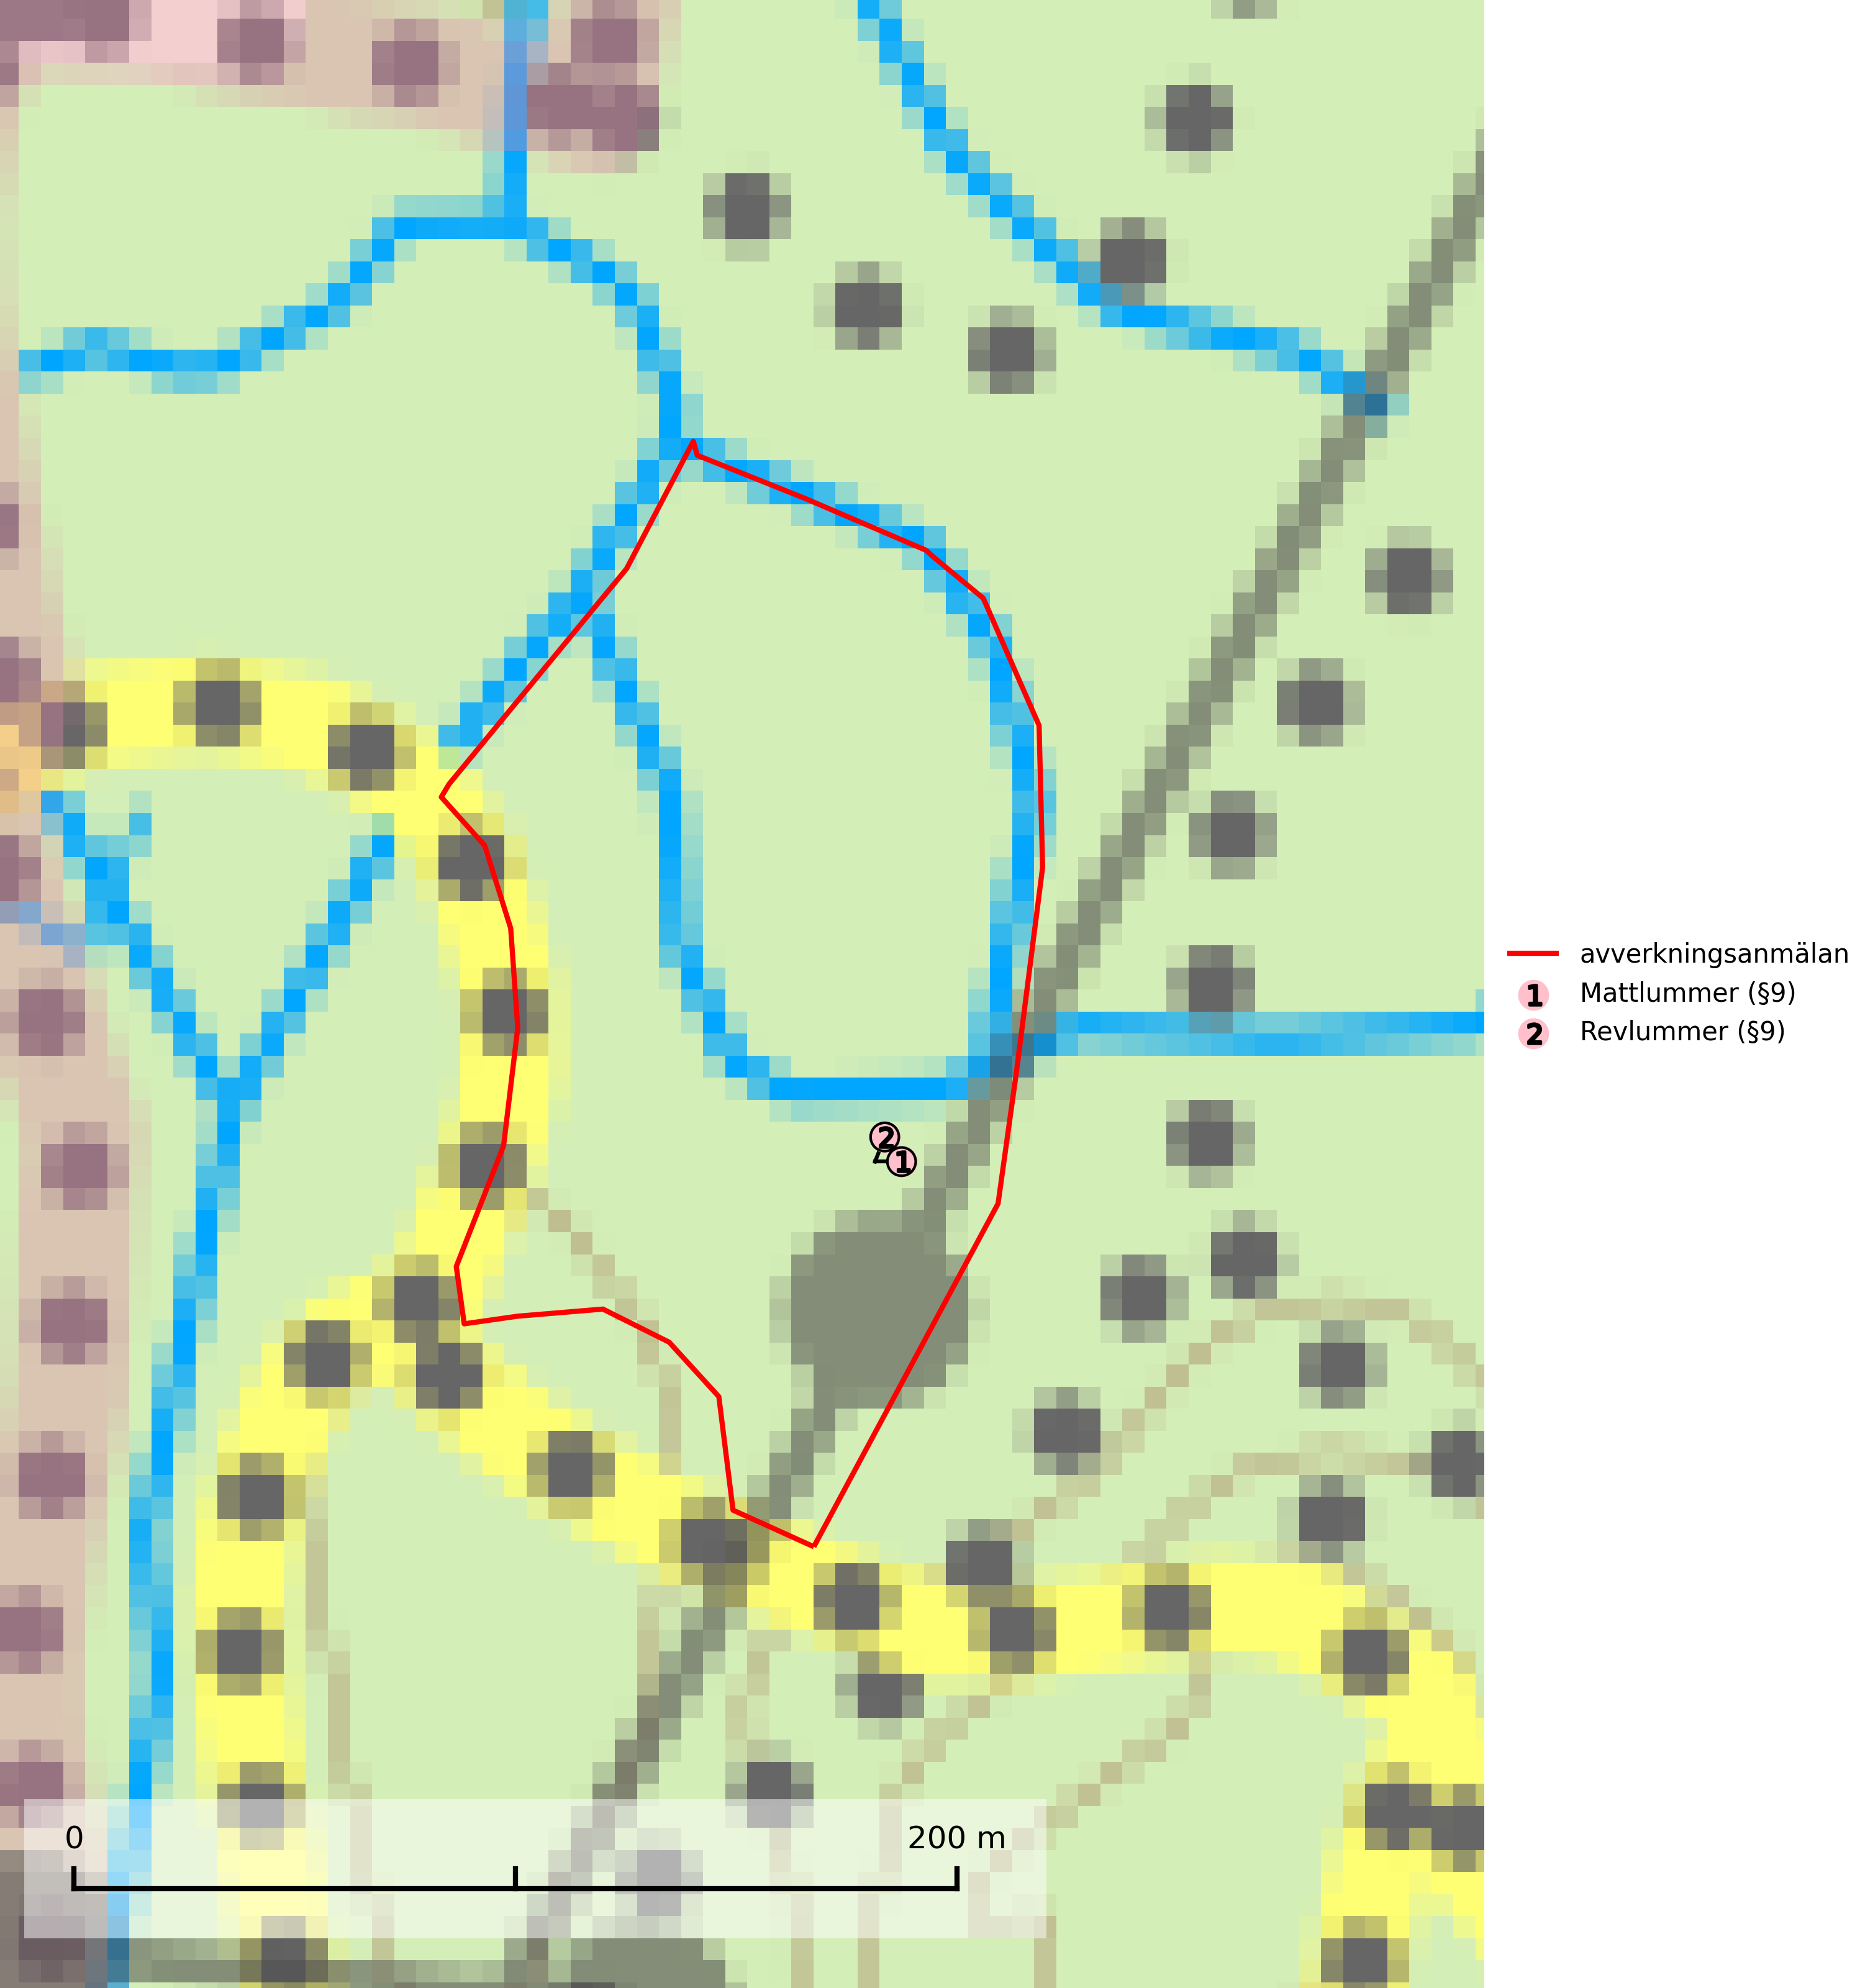 avverkningsanmälan
1 Mattlummer (§9)
2 Revlummer (§9)
2
1
0 200 m